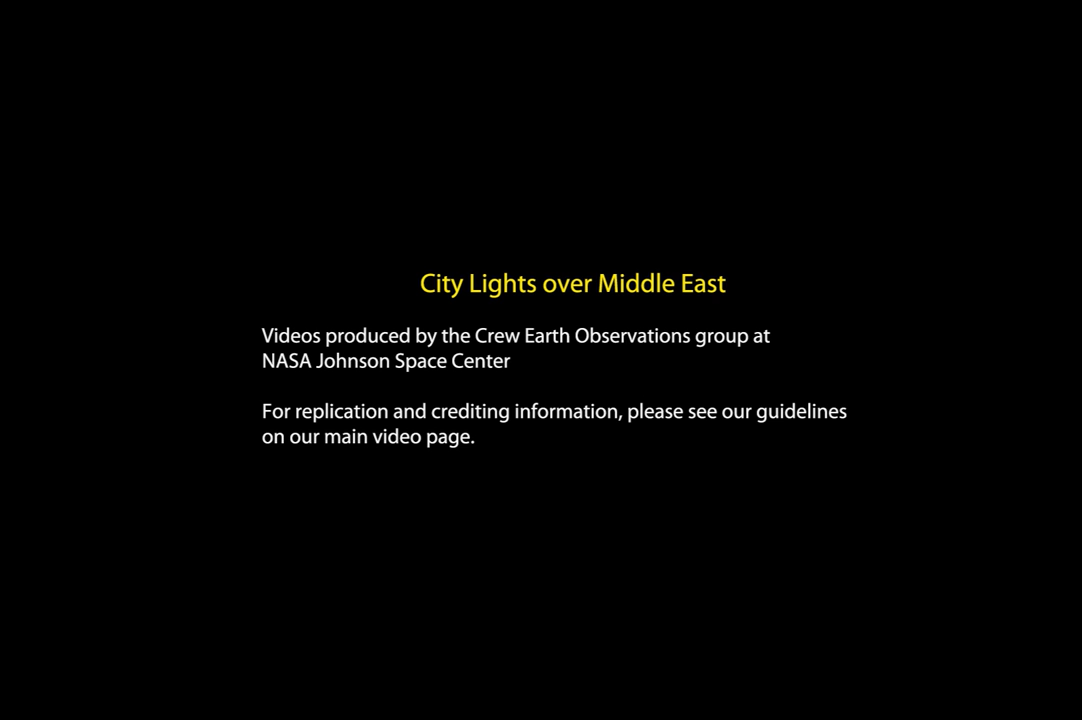 City Lights over Middle East
Videos produced by the Crew Earth Observations group at
NASA Johnson Space Center
For replication and crediting information, please see our guidelines
on our main video page.